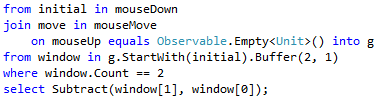 from initial in mouseDown
join move in mouseMove
    on mouseUp equals Observable.Empty<Unit>() into g
from window in g.StartWith(initial).Buffer(2, 1)
where window.Count == 2
select Subtract(window[1], window[0]);